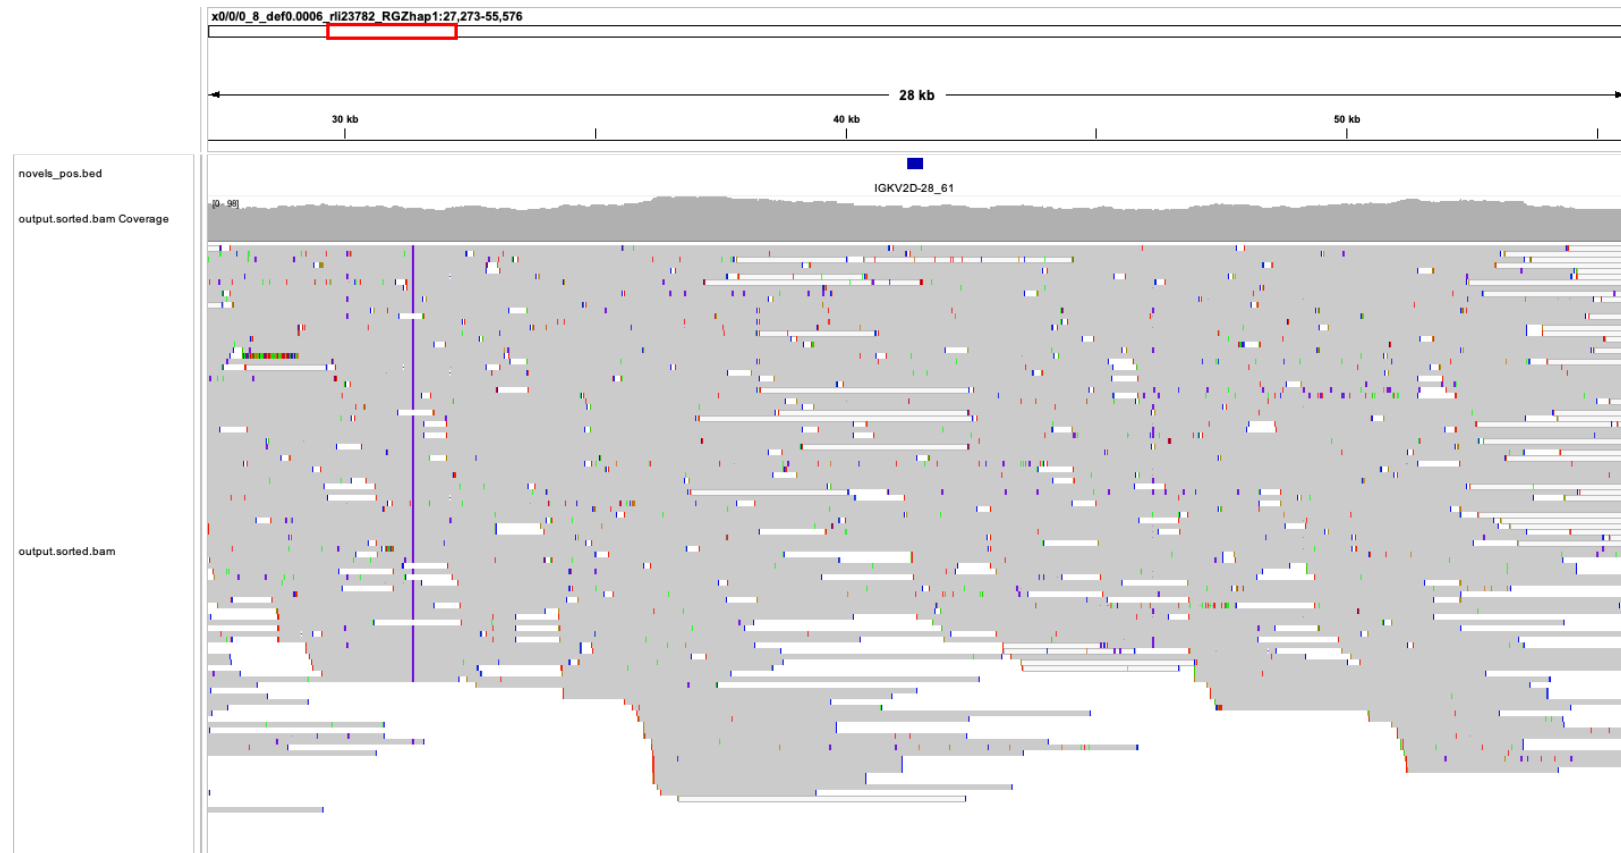 x0/0/0_8_def0.0006_rli23782_RGZhap1:27,273-55,576
28 kb
30 kb
40 kb
50 kb
novels_pos.bed
IGKV2D-28_61
[0 - 98]
output.sorted.bam Coverage
output.sorted.bam